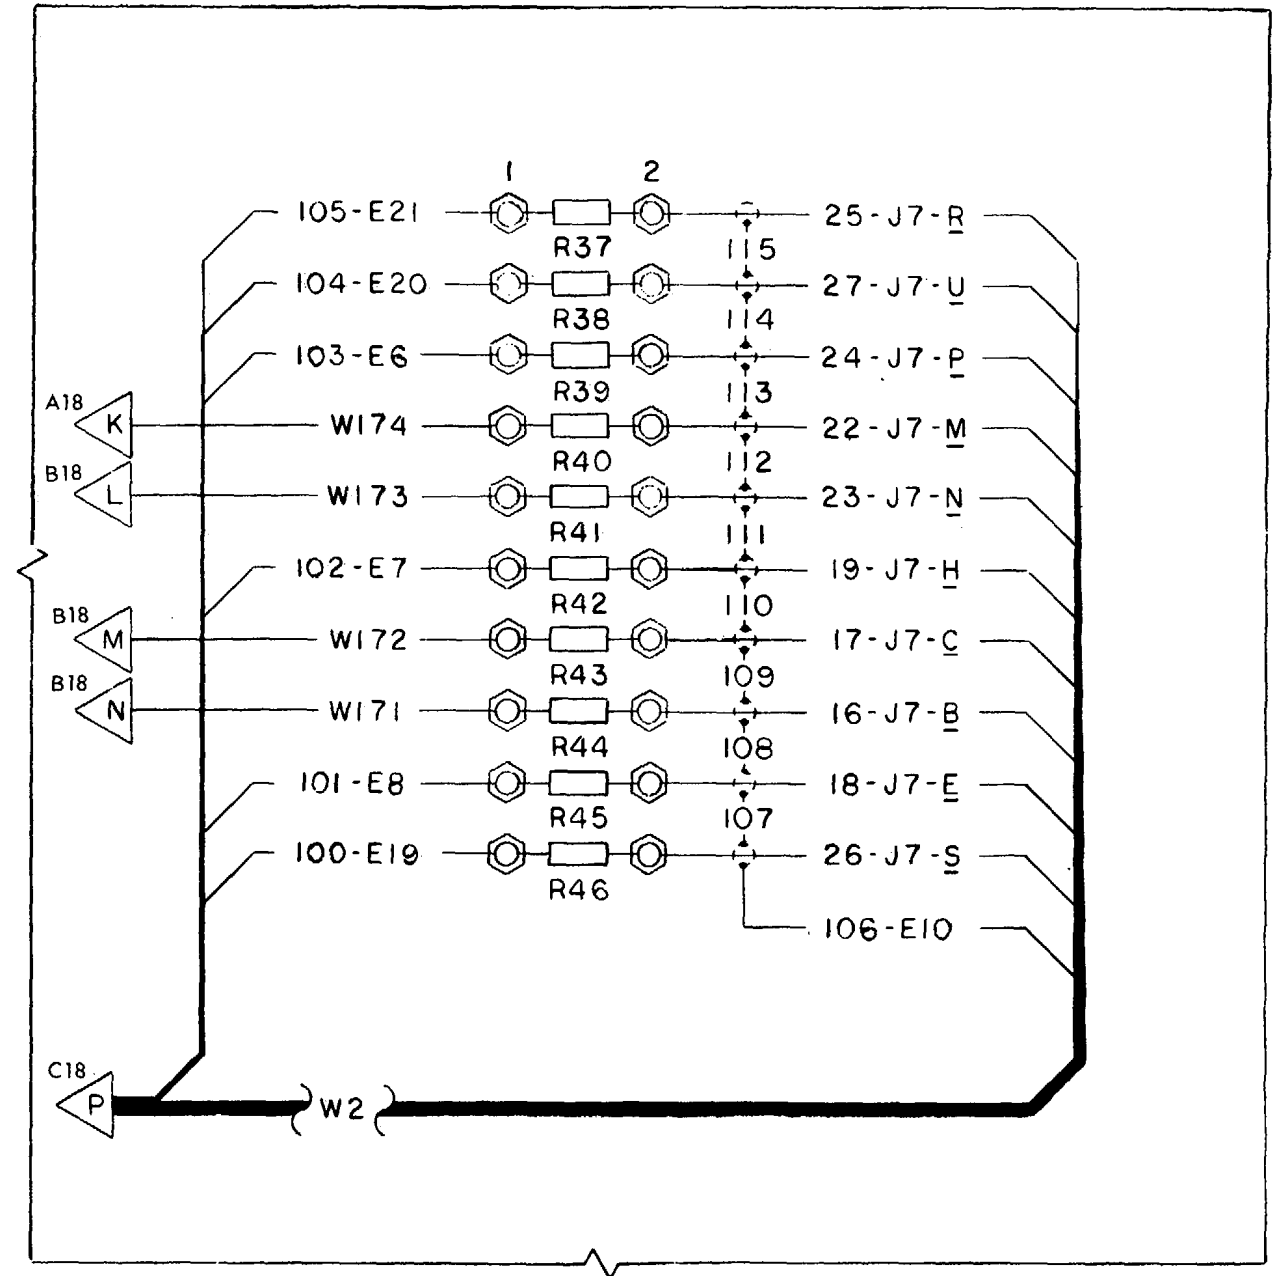 1 2
105-E21 25-J7-R
R37 115
104-E20 27-J7-U
R38 114
103-E6 24-J7-P
R39 113
A18
K W174 22-J7-M
R40 112
B18
L W173 23-J7-N
R41 111
102-E7 19-J7-H
R42 110
B18
M W172 17-J7-C
R43 109
B18
N W171 16-J7-B
R44 108
101-E8 18-J7-E
R45 107
100-E19 26-J7-S
R46
106-E10
C18
P W2